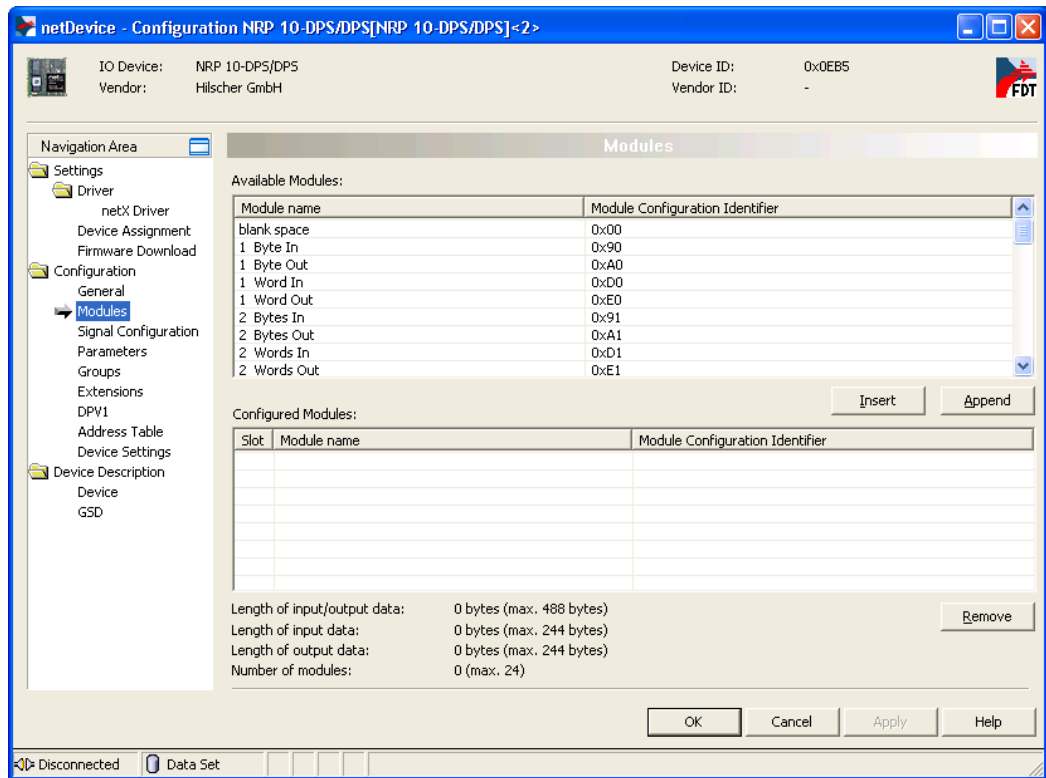 netDevice - Configuration NRP 10-DPS/DPS[NRP 10-DPS/DPS]<2>
IO Device: NRP 10-DPS/DPS Device ID: 0x0EB5
Vendor: Hilscher GmbH Vendor ID: -
FDT
Navigation Area
Settings
Driver
netX Driver
Device Assignment
Firmware Download
Configuration
General
Modules
Signal Configuration
Parameters
Groups
Extensions
DPV1
Address Table
Device Settings
Device Description
Device
GSD
Modules
Available Modules:
Module name Module Configuration Identifier
blank space 0x00
1 Byte In 0x90
1 Byte Out 0xA0
1 Word In 0xD0
1 Word Out 0xE0
2 Bytes In 0x91
2 Bytes Out 0xA1
2 Words In 0xD1
2 Words Out 0xE1
Insert Append
Configured Modules:
Slot Module name Module Configuration Identifier
Length of input/output data: 0 bytes (max. 488 bytes)
Length of input data: 0 bytes (max. 244 bytes)
Length of output data: 0 bytes (max. 244 bytes)
Number of modules: 0 (max. 24)
Remove
OK Cancel Apply Help
Disconnected Data Set